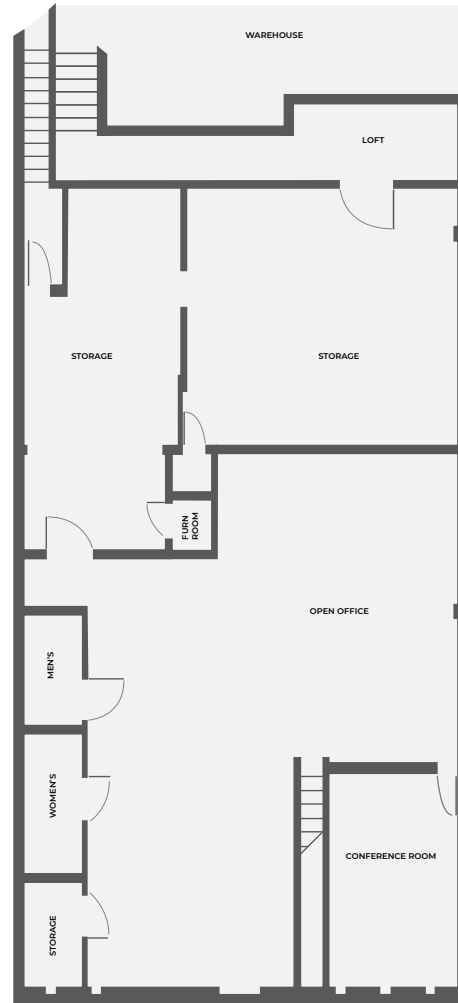 WAREHOUSE
LOFT
STORAGE
STORAGE
FURN
ROOM
OPEN OFFICE
MEN'S
WOMEN'S
CONFERENCE ROOM
STORAGE